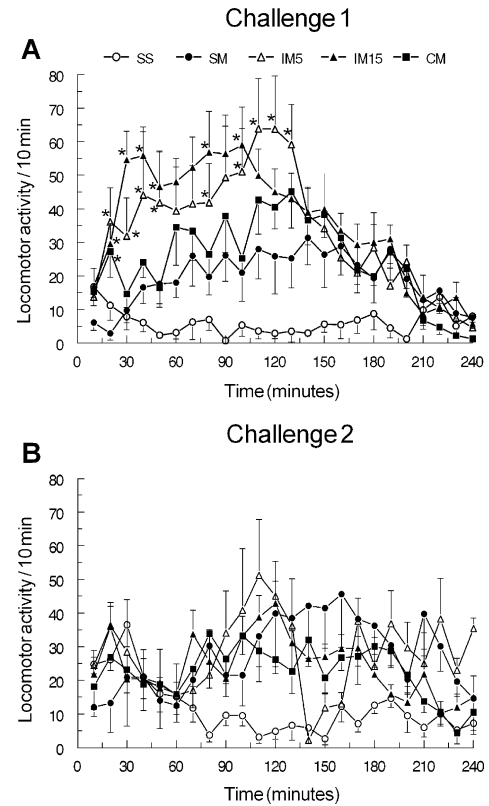 Challenge 1
A
SS SM IM5 IM15 CM
80
70
60
50
40
30
20
10
0
Locomotor activity / 10 min
* * * * * * * * * * * * * *
0 30 60 90 120 150 180 210 240
Time (minutes)
Challenge 2
B
80
70
60
50
40
30
20
10
0
Locomotor activity / 10 min
0 30 60 90 120 150 180 210 240
Time (minutes)